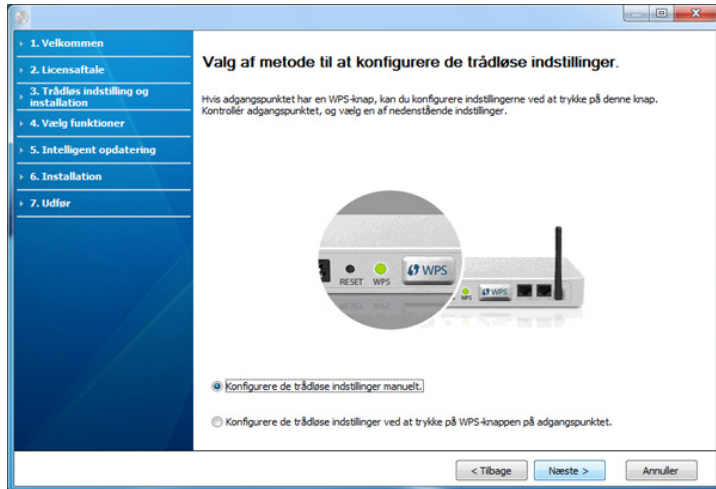 1. Velkommen
2. Licensaftale
3. Trådløs indstilling og
installation
4. Vælg funktioner
5. Intelligent opdatering
6. Installation
7. Udfør
Valg af metode til at konfigurere de trådløse indstillinger.
Hvis adgangspunktet har en WPS-knap, kan du konfigurere indstillingerne ved at trykke på denne knap.
Kontrollér adgangspunktet, og vælg en af nedenstående indstillinger.
RESET WPS WPS
WPS WPS
Konfigurere de trådløse indstillinger manuelt.
Konfigurere de trådløse indstillinger ved at trykke på WPS-knappen på adgangspunktet.
< Tilbage Næste > Annuller